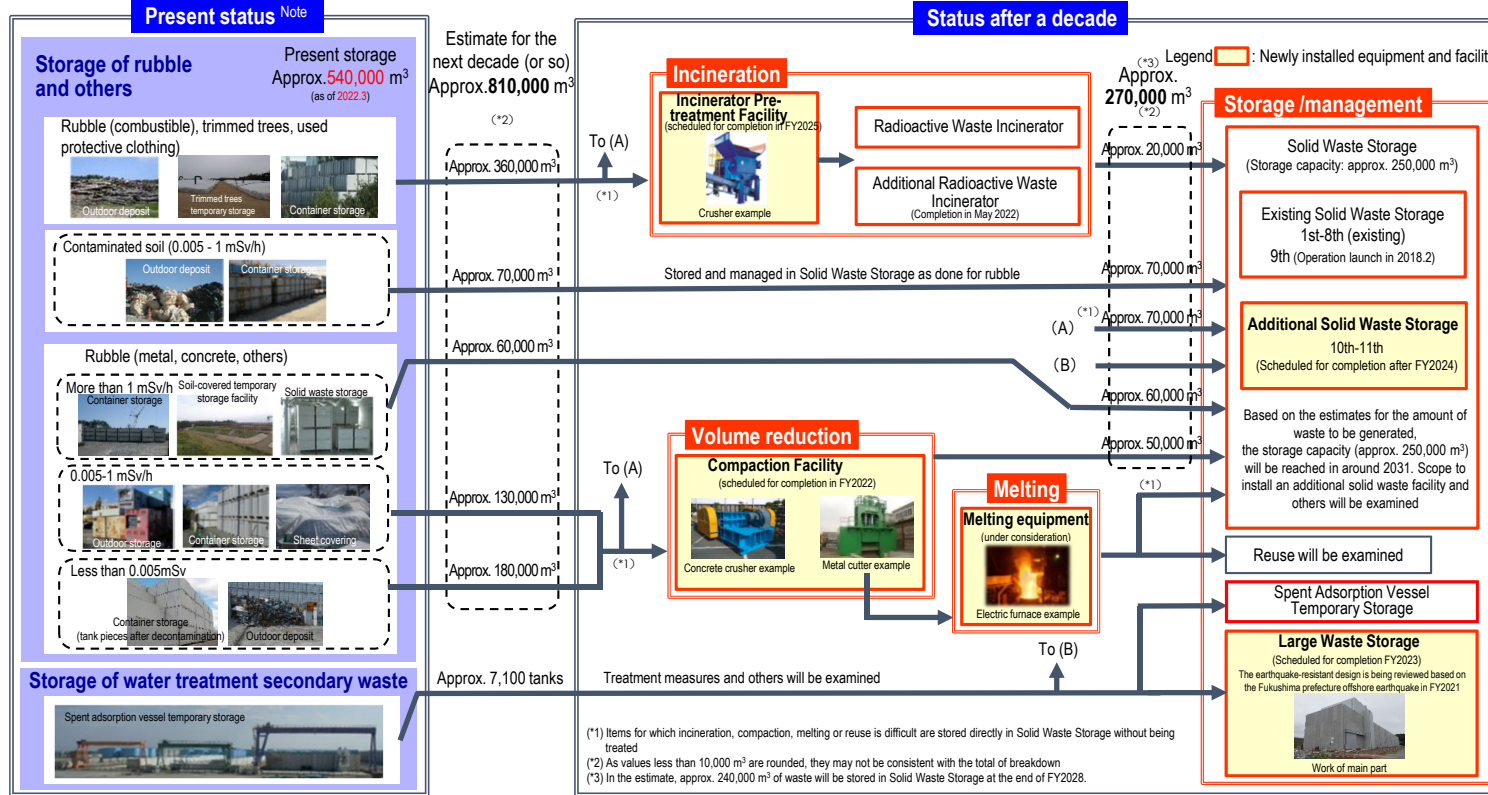 Present status Note
Storage of rubble
and others
Present storage
Approx.540,000 m³
(as of 2022.3)
Rubble (combustible), trimmed trees, used
protective clothing)
Outdoor deposit
Trimmed trees
temporary storage
Container storage
Contaminated soil (0.005 - 1 mSv/h)
Outdoor deposit
Container storage
Rubble (metal, concrete, others)
More than 1 mSv/h
Container storage
Soil-covered temporary
storage facility
Solid waste storage
0.005-1 mSv/h
Outdoor storage
Container storage
Sheet covering
Less than 0.005mSv
Container storage
(tank pieces after decontamination)
Outdoor deposit
Storage of water treatment secondary waste
Spent adsorption vessel temporary storage
Estimate for the
next decade (or so)
Approx.810,000 m³
(*2)
Approx. 360,000 m³
Approx. 70,000 m³
Approx. 60,000 m³
Approx. 130,000 m³
Approx. 180,000 m³
Approx. 7,100 tanks
Status after a decade
Legend : Newly installed equipment and facilit
To (A)
(*1)
Incineration
Incinerator Pre-
treatment Facility
(scheduled for completion in FY2025)
Crusher example
Radioactive Waste Incinerator
Additional Radioactive Waste
Incinerator
(Completion in May 2022)
Stored and managed in Solid Waste Storage as done for rubble
(A)
(*1)
(B)
To (A)
(*1)
Volume reduction
Compaction Facility
(scheduled for completion in FY2022)
Concrete crusher example
Metal cutter example
Melting
Melting equipment
(under consideration)
Electric furnace example
(*1)
To (B)
Treatment measures and others will be examined
(*3)
Approx.
270,000 m³
(*2)
Approx. 20,000 m³
Approx. 70,000 m³
Approx. 70,000 m³
Approx. 60,000 m³
Approx. 50,000 m³
Storage /management
Solid Waste Storage
(Storage capacity: approx. 250,000 m³)
Existing Solid Waste Storage
1st-8th (existing)
9th (Operation launch in 2018.2)
Additional Solid Waste Storage
10th-11th
(Scheduled for completion after FY2024)
Based on the estimates for the amount of
waste to be generated,
the storage capacity (approx. 250,000 m³)
will be reached in around 2031. Scope to
install an additional solid waste facility and
others will be examined
Reuse will be examined
Spent Adsorption Vessel
Temporary Storage
Large Waste Storage
(Scheduled for completion FY2023)
The earthquake-resistant design is being reviewed based on
the Fukushima prefecture offshore earthquake in FY2021
Work of main part
(*1) Items for which incineration, compaction, melting or reuse is difficult are stored directly in Solid Waste Storage without being
treated
(*2) As values less than 10,000 m³ are rounded, they may not be consistent with the total of breakdown
(*3) In the estimate, approx. 240,000 m³ of waste will be stored in Solid Waste Storage at the end of FY2028.